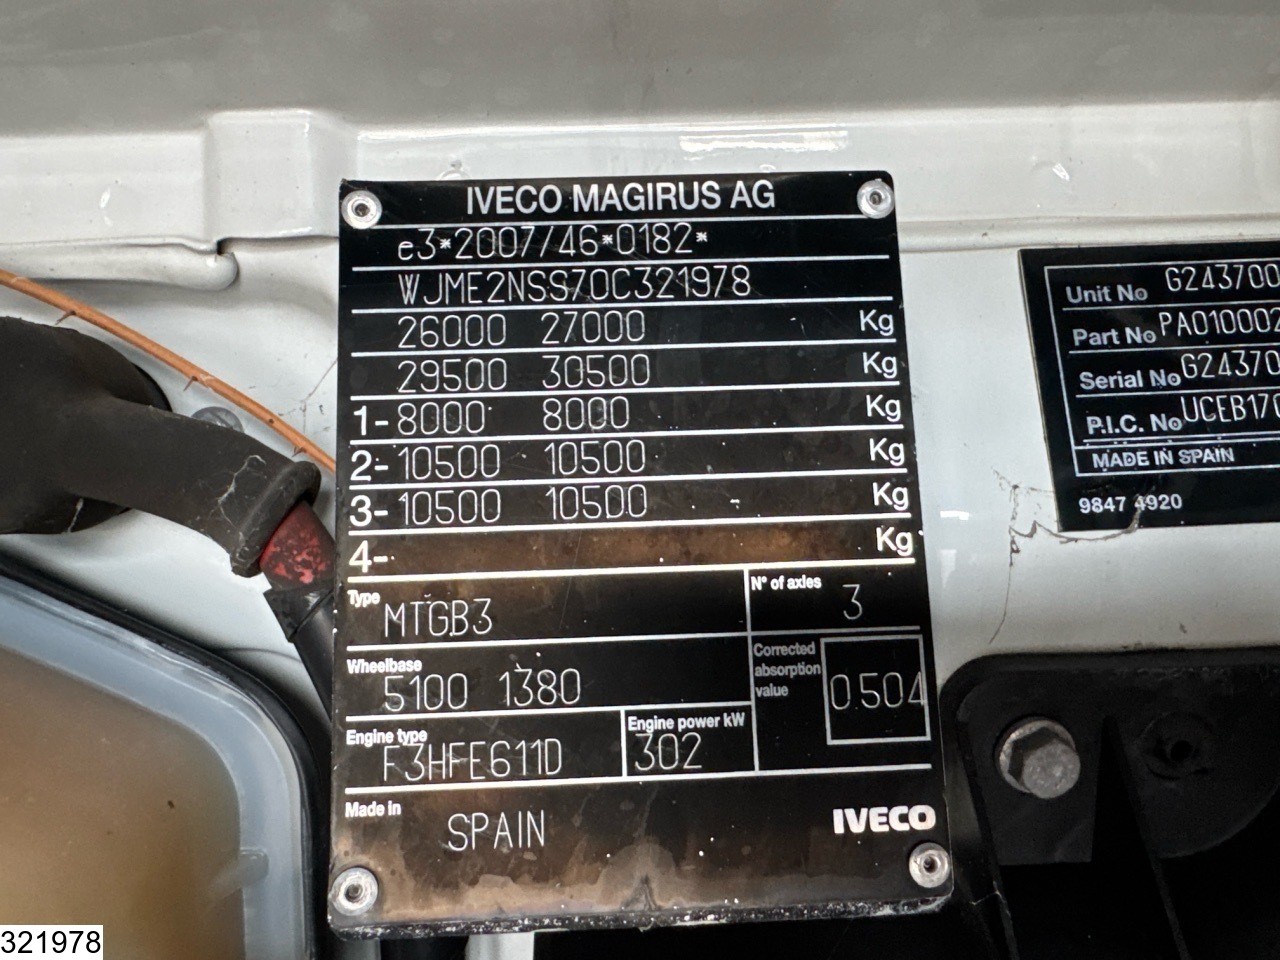 IVECO MAGIRUS AG
e3*2007/46*0182*
WJME2NSS70C321978
26000 27000 Kg
29500 30500 Kg
1- 8000 8000 Kg
2- 10500 10500 Kg
3- 10500 10500 Kg
4- Kg
Type MTGB3
N° of axles 3
Wheelbase 5100 1380
Corrected absorption value 0.504
Engine type F3HFE611D
Engine power kW 302
Made in SPAIN
IVECO
Unit No G243700
Part No PA010002
Serial No G24370
P.I.C. No UCEB170
MADE IN SPAIN
9847 4920
321978